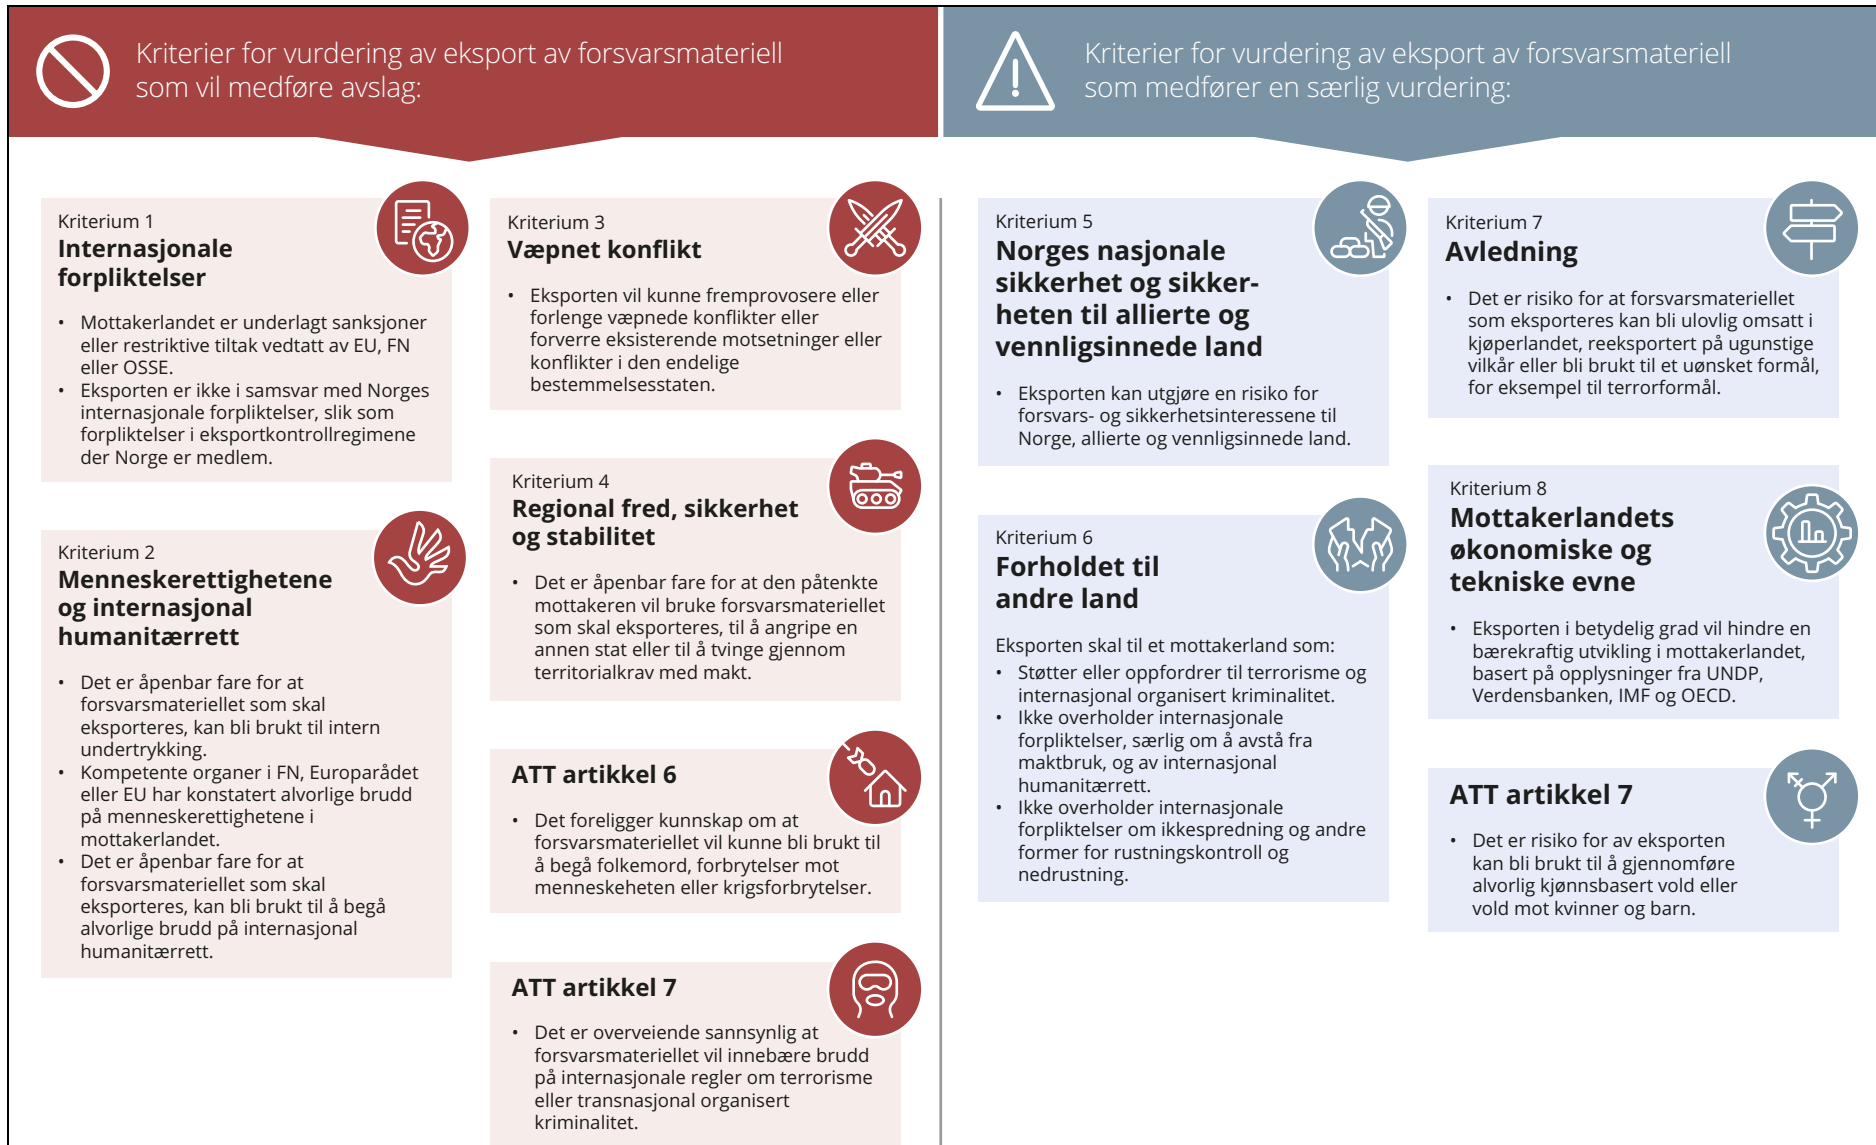 Kriterier for vurdering av eksport av forsvarsmateriell
som vil medføre avslag:
Kriterium 1
Internasjonale
forpliktelser
• Mottakerlandet er underlagt sanksjoner
eller restriktive tiltak vedtatt av EU, FN
eller OSSE.
• Eksporten er ikke i samsvar med Norges
internasjonale forpliktelser, slik som
forpliktelser i eksportkontrollregimene
der Norge er medlem.
Kriterium 2
Menneskerettighetene
og internasjonal
humanitærrett
• Det er åpenbar fare for at
forsvarsmateriellet som skal
eksporteres, kan bli brukt til intern
undertrykking.
• Kompetente organer i FN, Europarådet
eller EU har konstatert alvorlige brudd
på menneskerettighetene i
mottakerlandet.
• Det er åpenbar fare for at
forsvarsmateriellet som skal
eksporteres, kan bli brukt til å begå
alvorlige brudd på internasjonal
humanitærrett.
Kriterium 3
Væpnet konflikt
• Eksporten vil kunne fremprovosere eller
forlenge væpnede konflikter eller
forverre eksisterende motsetninger eller
konflikter i den endelige
bestemmelsesstaten.
Kriterium 4
Regional fred, sikkerhet
og stabilitet
• Det er åpenbar fare for at den påtenkte
mottakeren vil bruke forsvarsmateriellet
som skal eksporteres, til å angripe en
annen stat eller til å tvinge gjennom
territorialkrav med makt.
ATT artikkel 6
• Det foreligger kunnskap om at
forsvarsmateriellet vil kunne bli brukt til
å begå folkemord, forbrytelser mot
menneskeheten eller krigsforbrytelser.
ATT artikkel 7
• Det er overveiende sannsynlig at
forsvarsmateriellet vil innebære brudd
på internasjonale regler om terrorisme
eller transnasjonal organisert
kriminalitet.
Kriterier for vurdering av eksport av forsvarsmateriell
som medfører en særlig vurdering:
Kriterium 5
Norges nasjonale
sikkerhet og sikker-
heten til allierte og
vennligsinnede land
• Eksporten kan utgjøre en risiko for
forsvars- og sikkerhetsinteressene til
Norge, allierte og vennligsinnede land.
Kriterium 6
Forholdet til
andre land
Eksporten skal til et mottakerland som:
• Støtter eller oppfordrer til terrorisme og
internasjonal organisert kriminalitet.
• Ikke overholder internasjonale
forpliktelser, særlig om å avstå fra
maktbruk, og av internasjonal
humanitærrett.
• Ikke overholder internasjonale
forpliktelser om ikkespredning og andre
former for rustningskontroll og
nedrustning.
Kriterium 7
Avledning
• Det er risiko for at forsvarsmateriellet
som eksporteres kan bli ulovlig omsatt i
kjøperlandet, reeksportert på ugunstige
vilkår eller bli brukt til et uønsket formål,
for eksempel til terrorformål.
Kriterium 8
Mottakerlandets
økonomiske og
tekniske evne
• Eksporten i betydelig grad vil hindre en
bærekraftig utvikling i mottakerlandet,
basert på opplysninger fra UNDP,
Verdensbanken, IMF og OECD.
ATT artikkel 7
• Det er risiko for av eksporten
kan bli brukt til å gjennomføre
alvorlig kjønnsbasert vold eller
vold mot kvinner og barn.